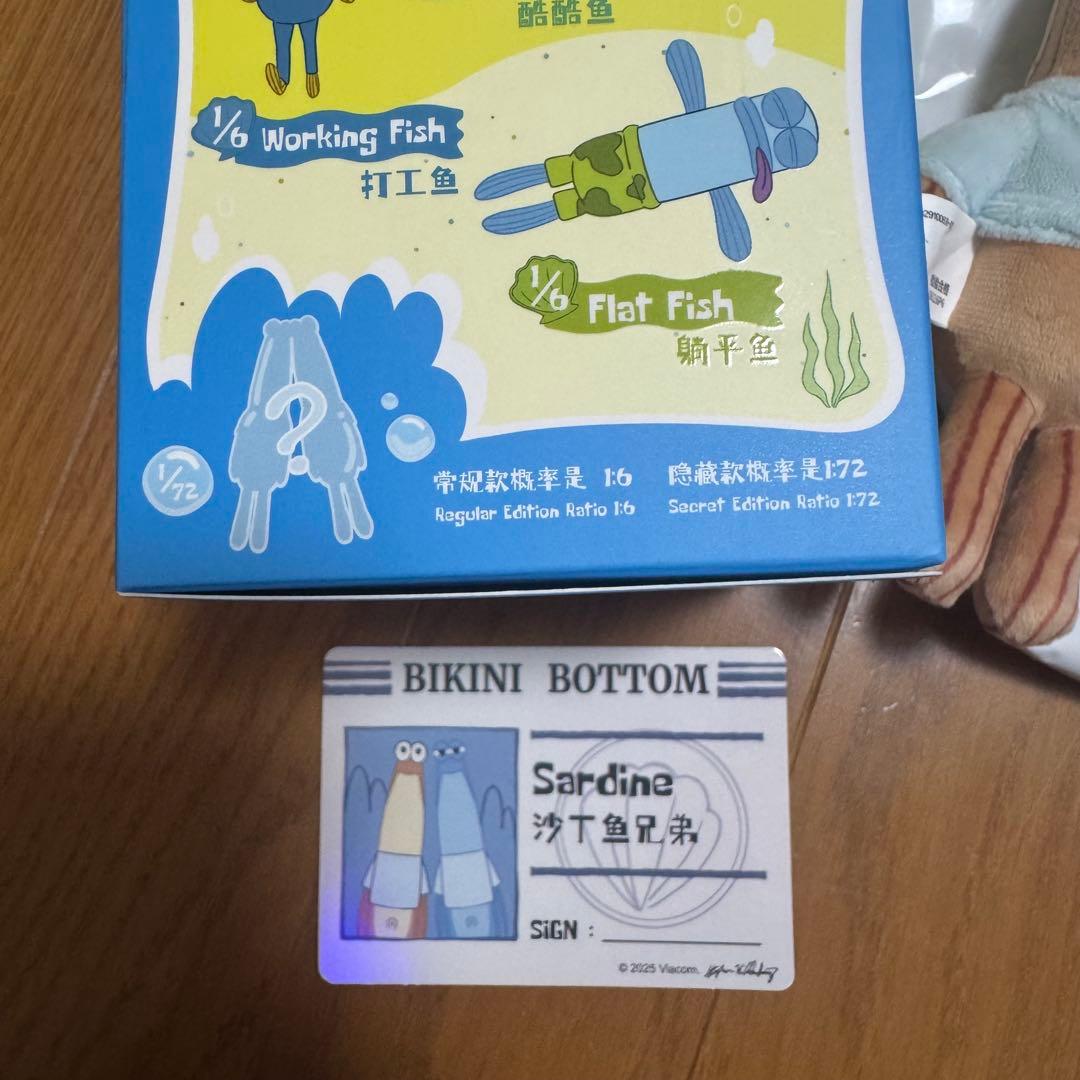 酷酷鱼
1/6 Working Fish
打工鱼
1/6 Flat Fish
躺平鱼
?
1/72
常规款概率是 1:6
Regular Edition Ratio 1:6
隐藏款概率是1:72
Secret Edition Ratio 1:72
BIKINI BOTTOM
Sardine
沙丁鱼兄弟
SiGN :
© 2025 Viacom.